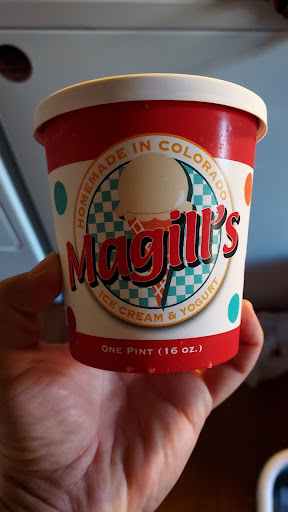 HOMEMADE IN COLORADO
Magill's
ICE CREAM & YOGURT
ONE PINT (16 oz.)